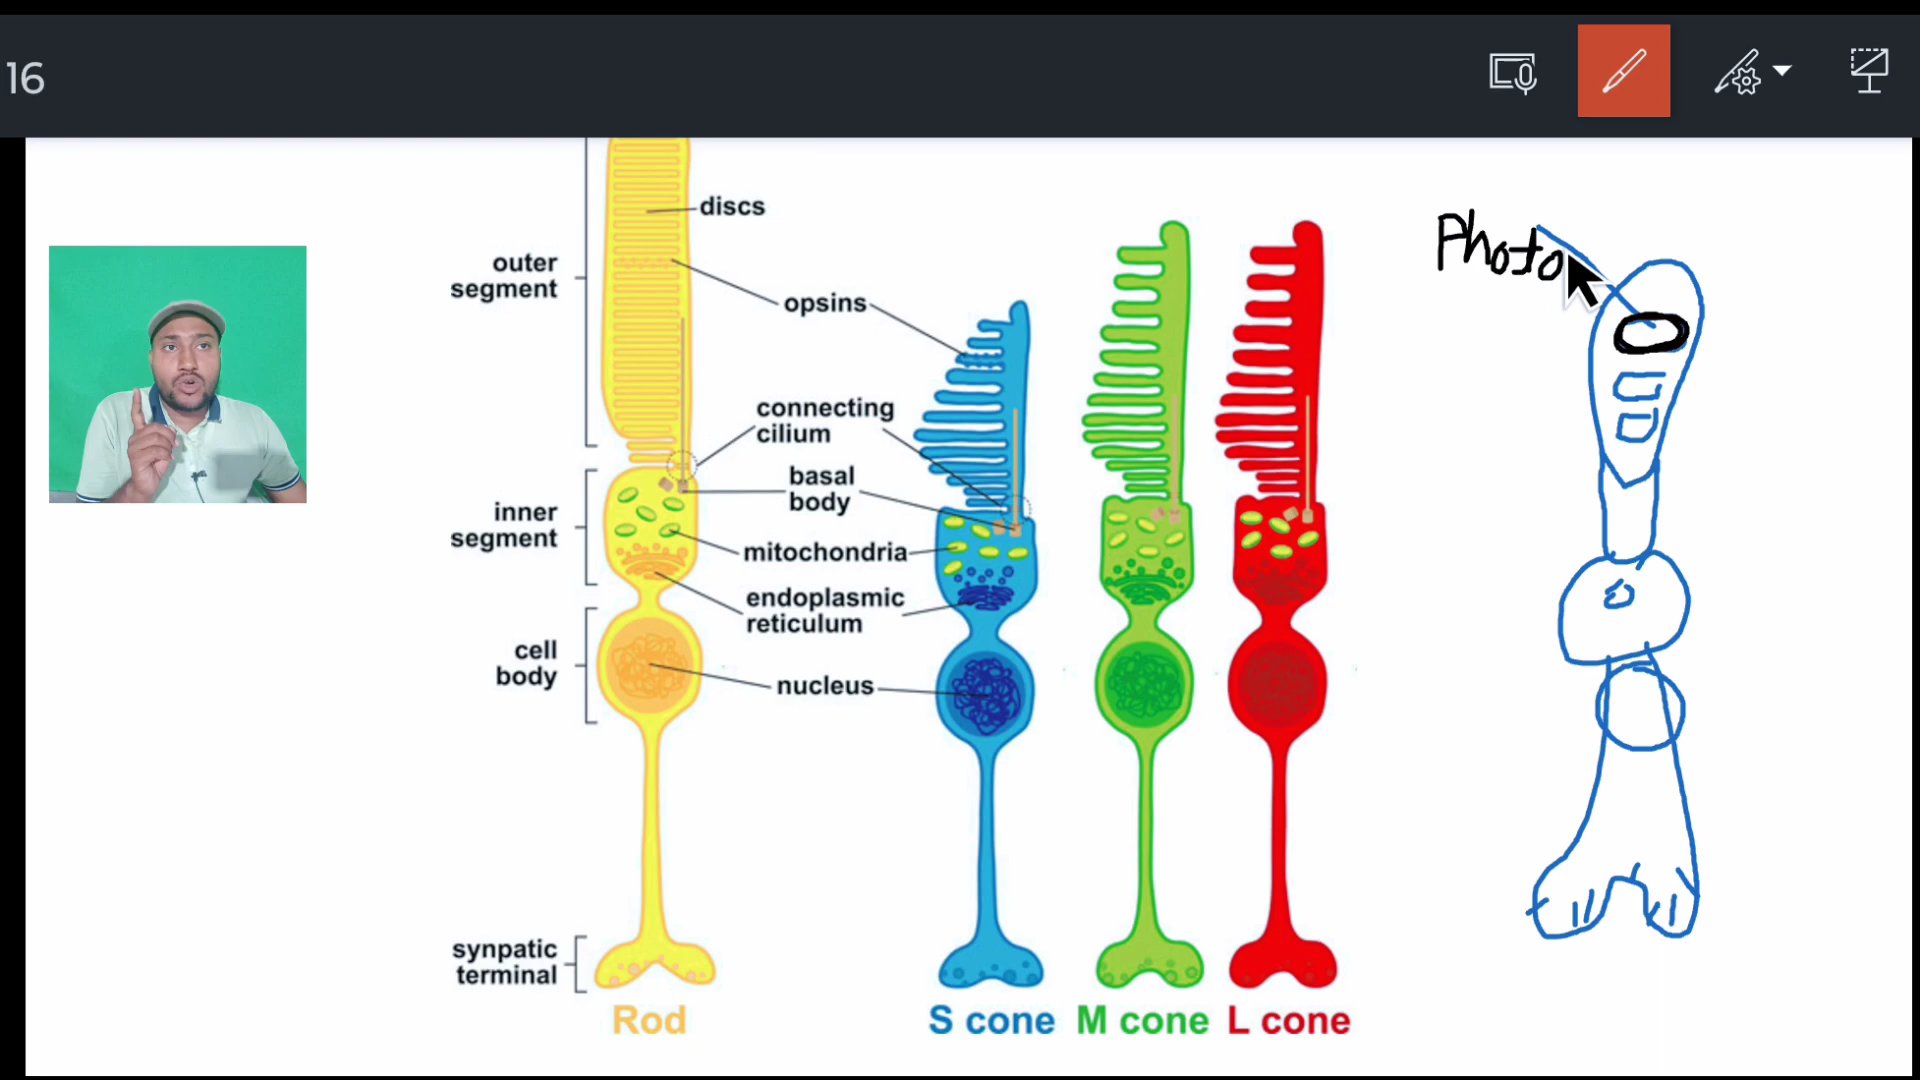 16
discs
outer
segment
opsins
connecting
cilium
basal
body
inner
segment
mitochondria
endoplasmic
reticulum
cell
body
nucleus
synpatic
terminal
Rod
S cone
M cone
L cone
Photo